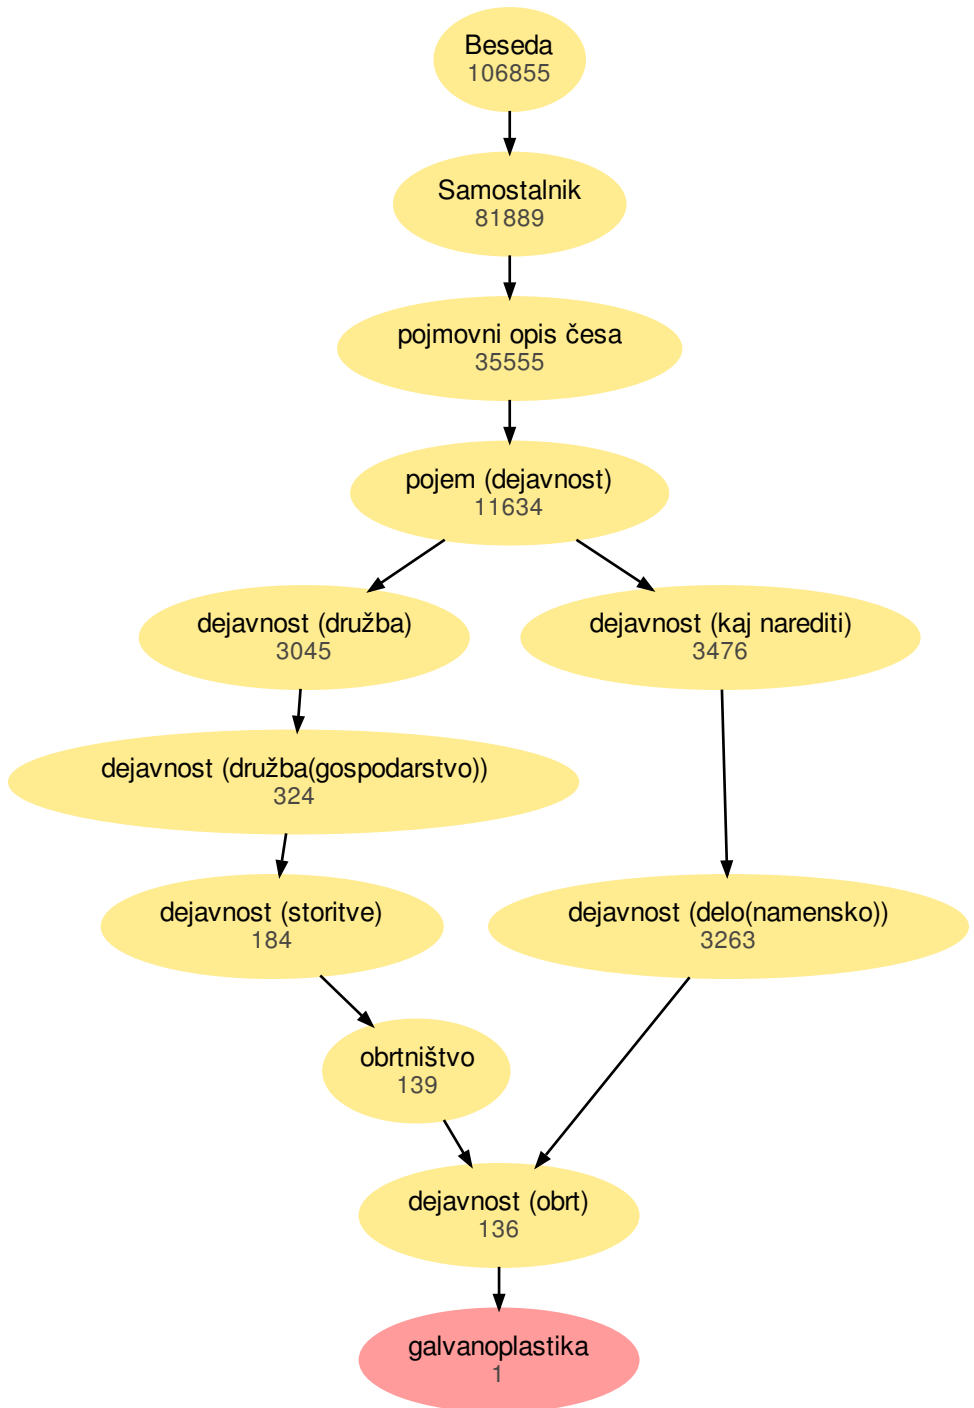 Beseda
106855
Samostalnik
81889
pojmovni opis česa
35555
pojem (dejavnost)
11634
dejavnost (družba)
3045
dejavnost (kaj narediti)
3476
dejavnost (družba(gospodarstvo))
324
dejavnost (storitve)
184
dejavnost (delo(namensko))
3263
obrtništvo
139
dejavnost (obrt)
136
galvanoplastika
1